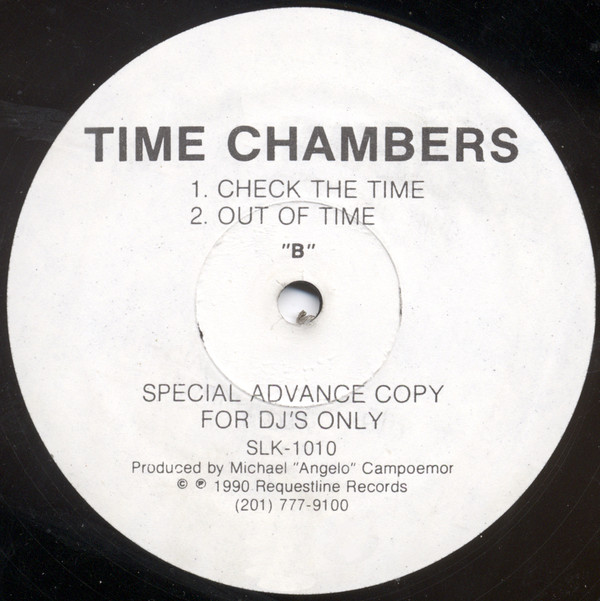 TIME CHAMBERS
1. CHECK THE TIME
2. OUT OF TIME
"B"
SPECIAL ADVANCE COPY
FOR DJ'S ONLY
SLK-1010
Produced by Michael "Angelo" Campoemor
© ℗ 1990 Requestline Records
(201) 777-9100